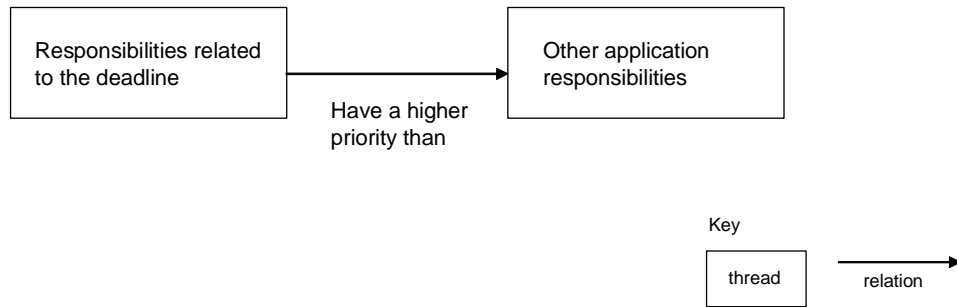 Responsibilities related
to the deadline
Other application
responsibilities
Have a higher
priority than
Key
thread
relation